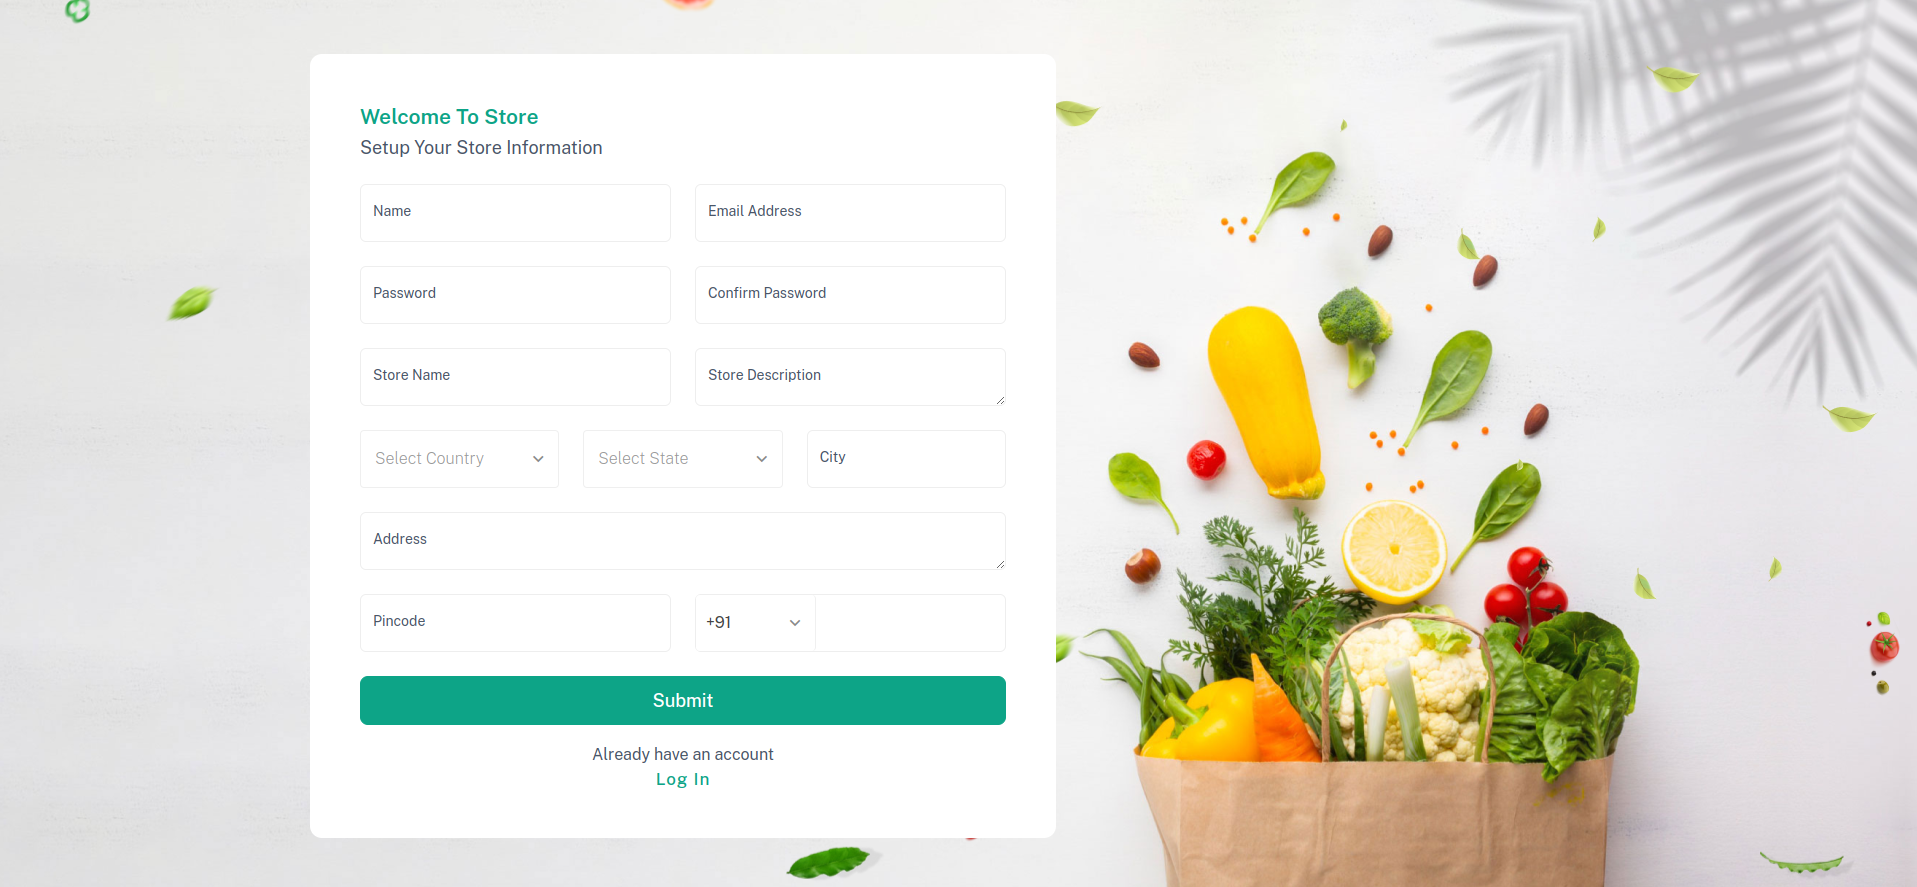 Welcome To Store
Setup Your Store Information
Name
Email Address
Password
Confirm Password
Store Name
Store Description
Select Country
Select State
City
Address
Pincode
+91
Submit
Already have an account
Log In